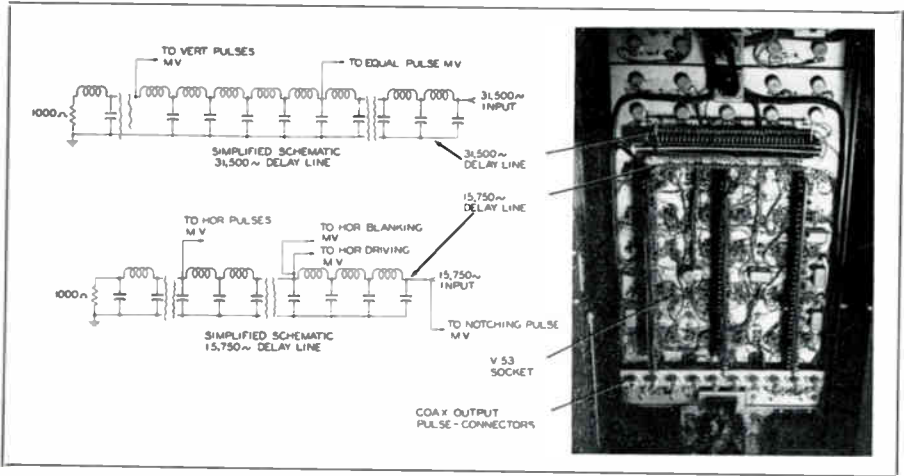 TO VERT PULSES
MV
TO EQUAL PULSE MV
31,500~
INPUT
1000Ω
SIMPLIFIED SCHEMATIC
31,500~ DELAY LINE
31,500~
DELAY LINE
15,750~
DELAY LINE
TO HOR PULSES
MV
TO HOR BLANKING
MV
TO HOR DRIVING
MV
15,750~
INPUT
1000Ω
TO NOTCHING PULSE
MV
SIMPLIFIED SCHEMATIC
15,750~ DELAY LINE
V 53
SOCKET
COAX OUTPUT
PULSE-CONNECTORS